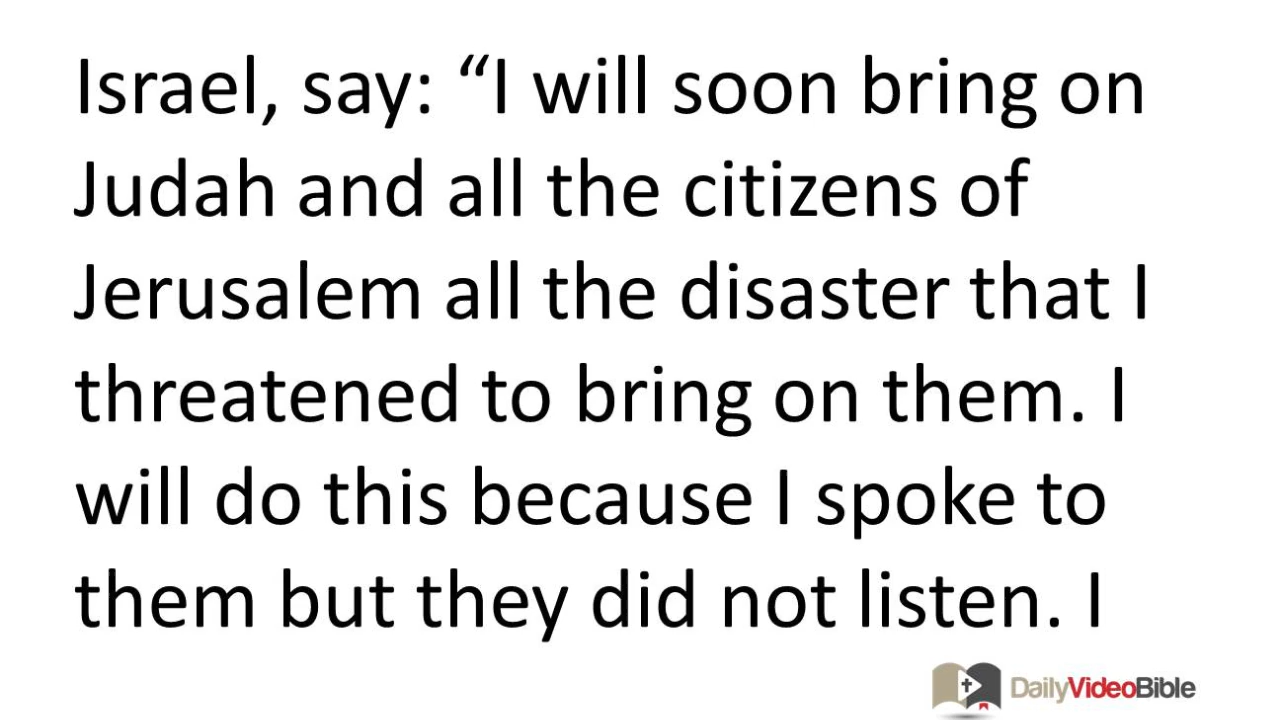 Israel, say: “I will soon bring on
Judah and all the citizens of
Jerusalem all the disaster that I
threatened to bring on them. I
will do this because I spoke to
them but they did not listen. I
DailyVideoBible